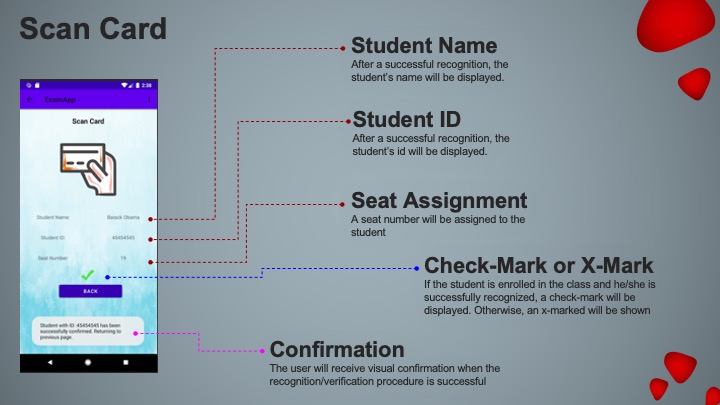 Scan Card
2:38
ExamApp
Scan Card
Student Name: Barack Obama
Student ID: 45454545
Seat Number 19
BACK
Student with ID: 45454545 has been
successfully confirmed. Returning to
previous page.
Student Name
After a successful recognition, the
student's name will be displayed.
Student ID
After a successful recognition, the
student's id will be displayed.
Seat Assignment
A seat number will be assigned to the
student
Check-Mark or X-Mark
If the student is enrolled in the class and he/she is
successfully recognized, a check-mark will be
displayed. Otherwise, an x-marked will be shown
Confirmation
The user will receive visual confirmation when the
recognition/verification procedure is successful